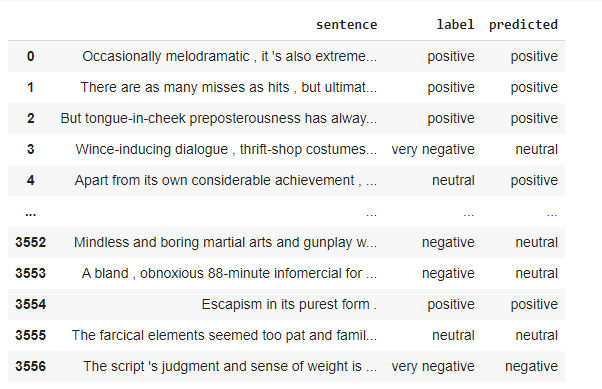 sentence label predicted
0 Occasionally melodramatic , it 's also extreme... positive positive
1 There are as many misses as hits , but ultimat... positive positive
2 But tongue-in-cheek preposterousness has alway... positive positive
3 Wince-inducing dialogue , thrift-shop costumes... very negative neutral
4 Apart from its own considerable achievement , ... neutral positive
... ... ... ...
3552 Mindless and boring martial arts and gunplay w... negative neutral
3553 A bland , obnoxious 88-minute infomercial for ... negative neutral
3554 Escapism in its purest form . positive positive
3555 The farcical elements seemed too pat and famil... neutral neutral
3556 The script 's judgment and sense of weight is ... very negative negative